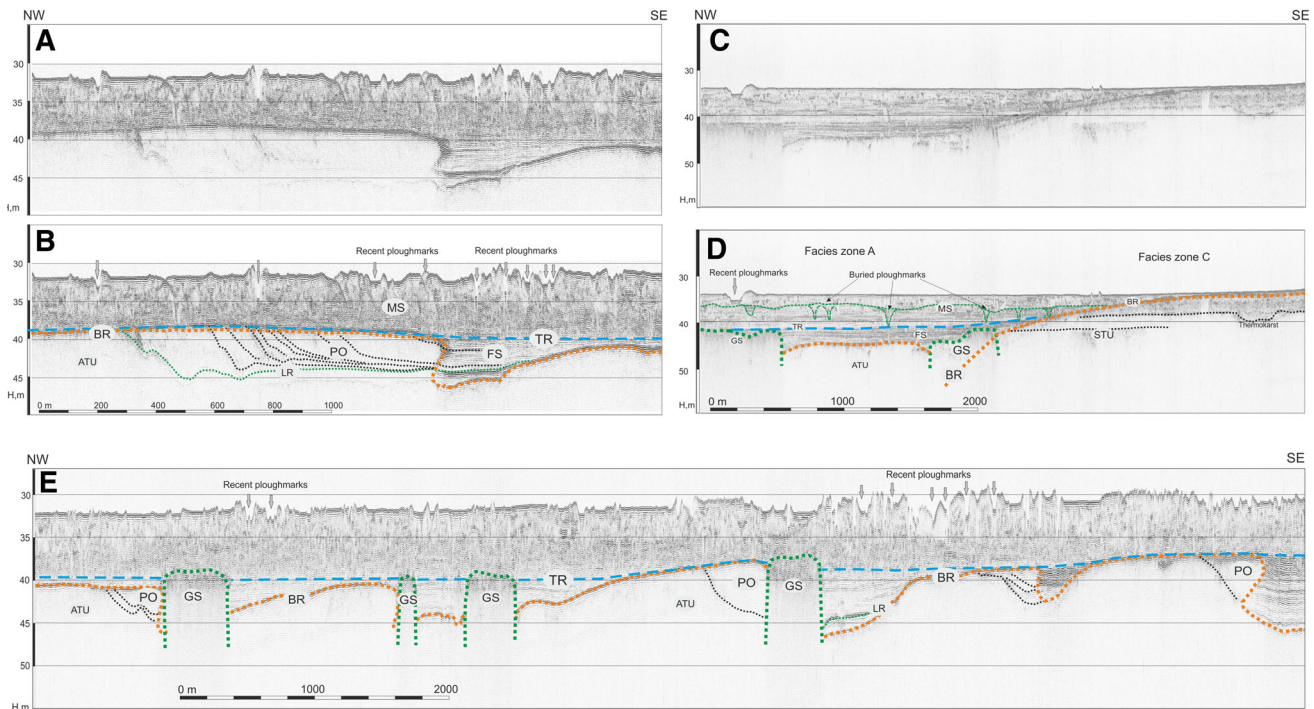 NW
SE
A
30
35
40
45
H,m
B
Recent ploughmarks
Recent ploughmarks
30
35
40
45
H,m
MS
BR
TR
PO
FS
ATU
LR
0 m
200
400
600
800
1000
NW
SE
C
30
40
50
H,m
D
Facies zone A
Facies zone C
Recent ploughmarks
Buried ploughmarks
30
40
50
H,m
MS
BR
TR
GS
FS
GS
STU
Thermokarst
ATU
BR
0 m
1000
2000
NW
SE
E
Recent ploughmarks
Recent ploughmarks
30
35
40
45
50
H,m
TR
PO
GS
BR
GS
GS
ATU
ATU
PO
GS
BR
LR
PO
0 m
1000
2000